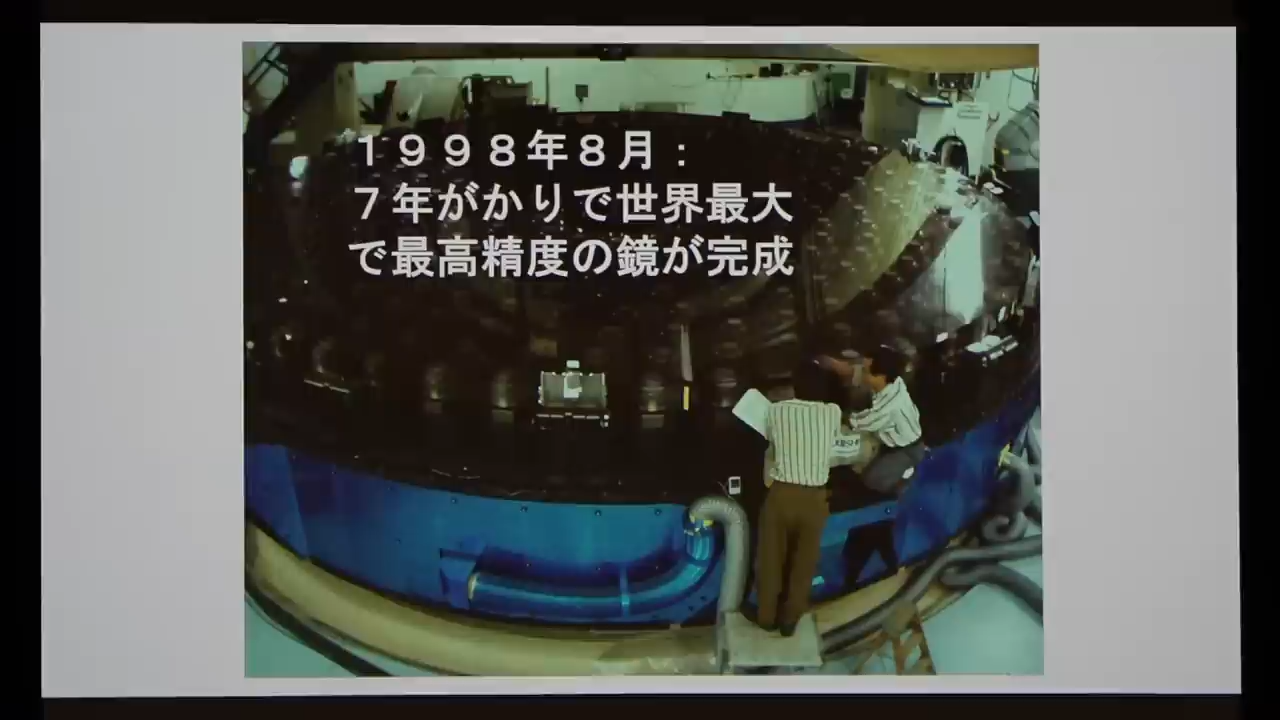 １９９８年８月：
７年がかりで世界最大
で最高精度の鏡が完成